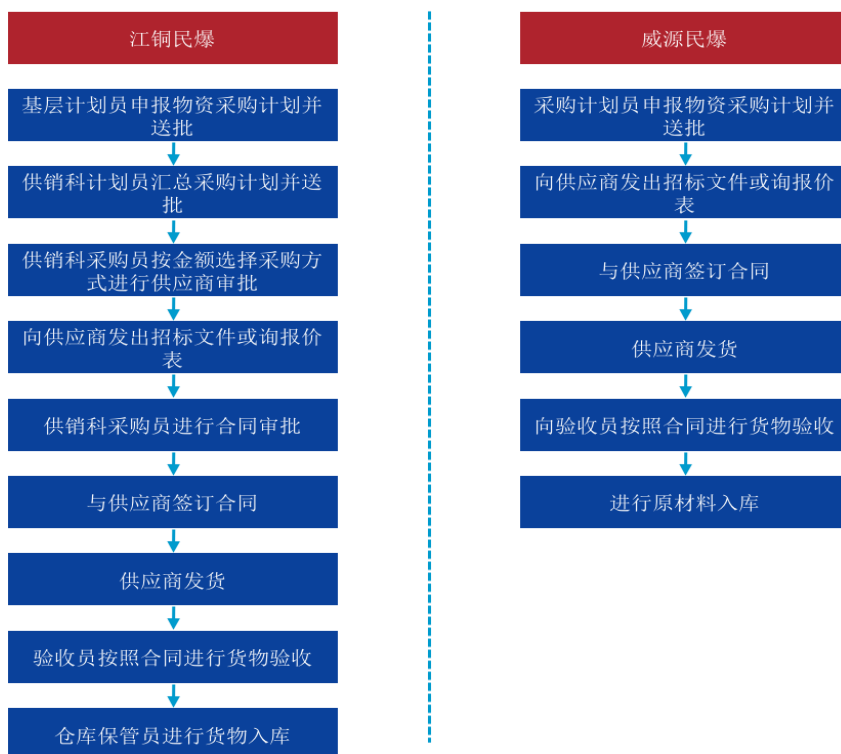 江铜民爆
基层计划员申报物资采购计划并
送批
供销科计划员汇总采购计划并送
批
供销科采购员按金额选择采购方
式进行供应商审批
向供应商发出招标文件或询报价
表
供销科采购员进行合同审批
与供应商签订合同
供应商发货
验收员按照合同进行货物验收
仓库保管员进行货物入库
威源民爆
采购计划员申报物资采购计划并
送批
向供应商发出招标文件或询报价
表
与供应商签订合同
供应商发货
向验收员按照合同进行货物验收
进行原材料入库